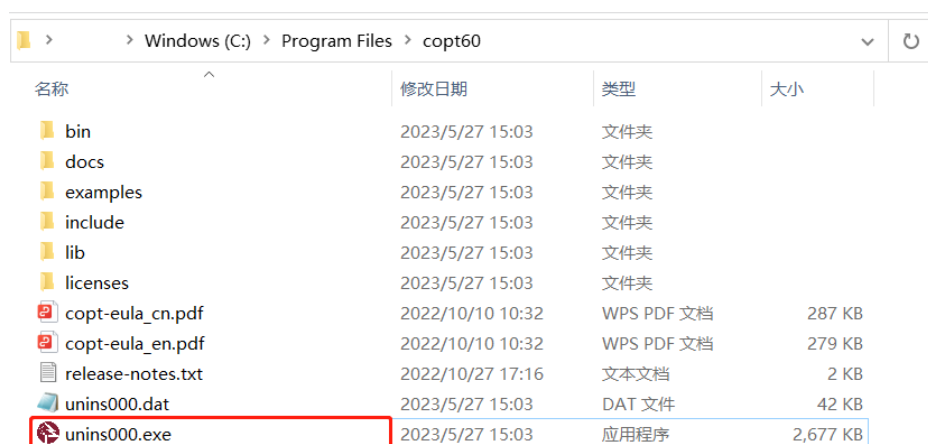 Windows (C:) Program Files copt60
名称 修改日期 类型 大小
bin 2023/5/27 15:03 文件夹
docs 2023/5/27 15:03 文件夹
examples 2023/5/27 15:03 文件夹
include 2023/5/27 15:03 文件夹
lib 2023/5/27 15:03 文件夹
licenses 2023/5/27 15:03 文件夹
copt-eula_cn.pdf 2022/10/10 10:32 WPS PDF 文档 287 KB
copt-eula_en.pdf 2022/10/10 10:32 WPS PDF 文档 279 KB
release-notes.txt 2022/10/27 17:16 文本文档 2 KB
unins000.dat 2023/5/27 15:03 DAT 文件 42 KB
unins000.exe 2023/5/27 15:03 应用程序 2,677 KB